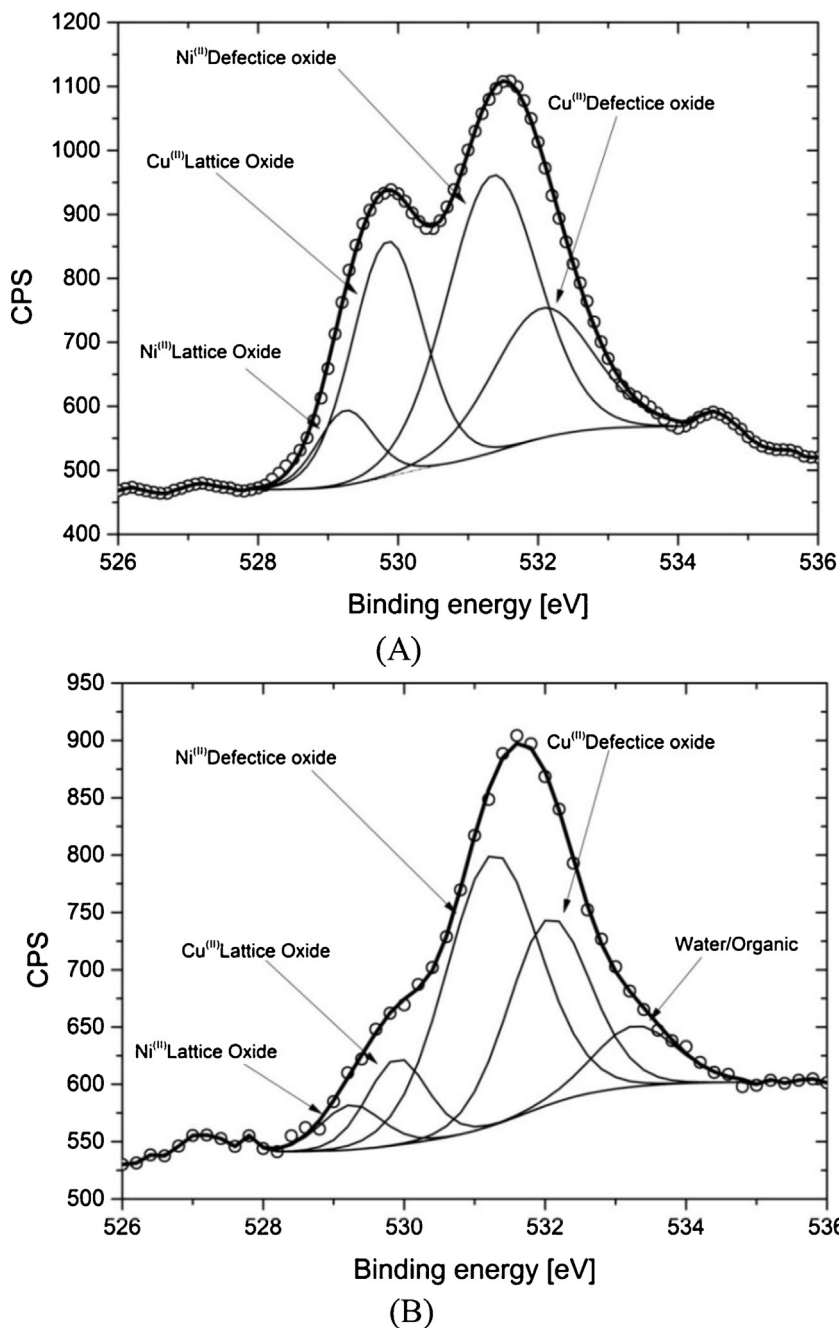 1200
1100
1000
900
800
700
600
500
400
CPS
Ni(II)Defectice oxide
Cu(II)Defectice oxide
Cu(II)Lattice Oxide
Ni(II)Lattice Oxide
526 528 530 532 534 536
Binding energy [eV]
(A)
950
900
850
800
750
700
650
600
550
500
CPS
Cu(II)Defectice oxide
Ni(II)Defectice oxide
Water/Organic
Cu(II)Lattice Oxide
Ni(II)Lattice Oxide
526 528 530 532 534 536
Binding energy [eV]
(B)